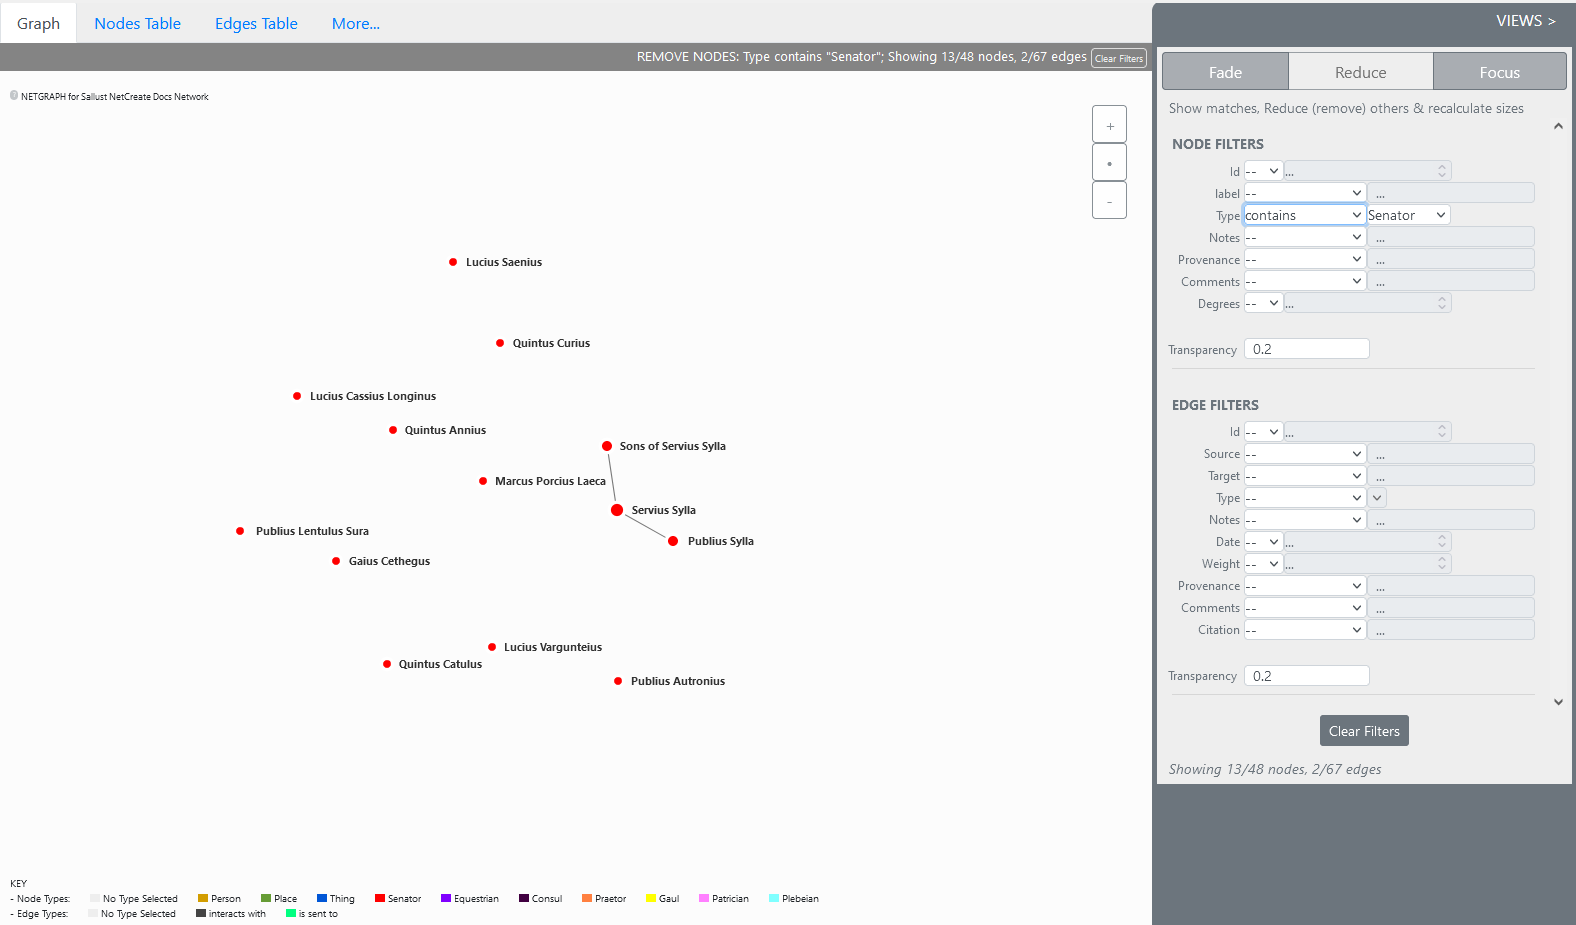 Graph Nodes Table Edges Table More...
VIEWS >
REMOVE NODES: Type contains "Senator"; Showing 13/48 nodes, 2/67 edges Clear Filters
NETGRAPH for Sallust NetCreate Docs Network
+
•
-
Lucius Saenius
Quintus Curius
Lucius Cassius Longinus
Quintus Annius
Sons of Servius Sylla
Marcus Porcius Laeca
Servius Sylla
Publius Lentulus Sura
Publius Sylla
Gaius Cethegus
Lucius Vargunteius
Quintus Catulus
Publius Autronius
KEY
- Node Types: No Type Selected Person Place Thing Senator Equestrian Consul Praetor Gaul Patrician Plebeian
- Edge Types: No Type Selected interacts with is sent to
Fade Reduce Focus
Show matches, Reduce (remove) others & recalculate sizes
NODE FILTERS
Id -- ...
label -- ...
Type contains Senator
Notes -- ...
Provenance -- ...
Comments -- ...
Degrees -- ...
Transparency 0.2
EDGE FILTERS
Id -- ...
Source -- ...
Target -- ...
Type --
Notes -- ...
Date -- ...
Weight -- ...
Provenance -- ...
Comments -- ...
Citation -- ...
Transparency 0.2
Clear Filters
Showing 13/48 nodes, 2/67 edges